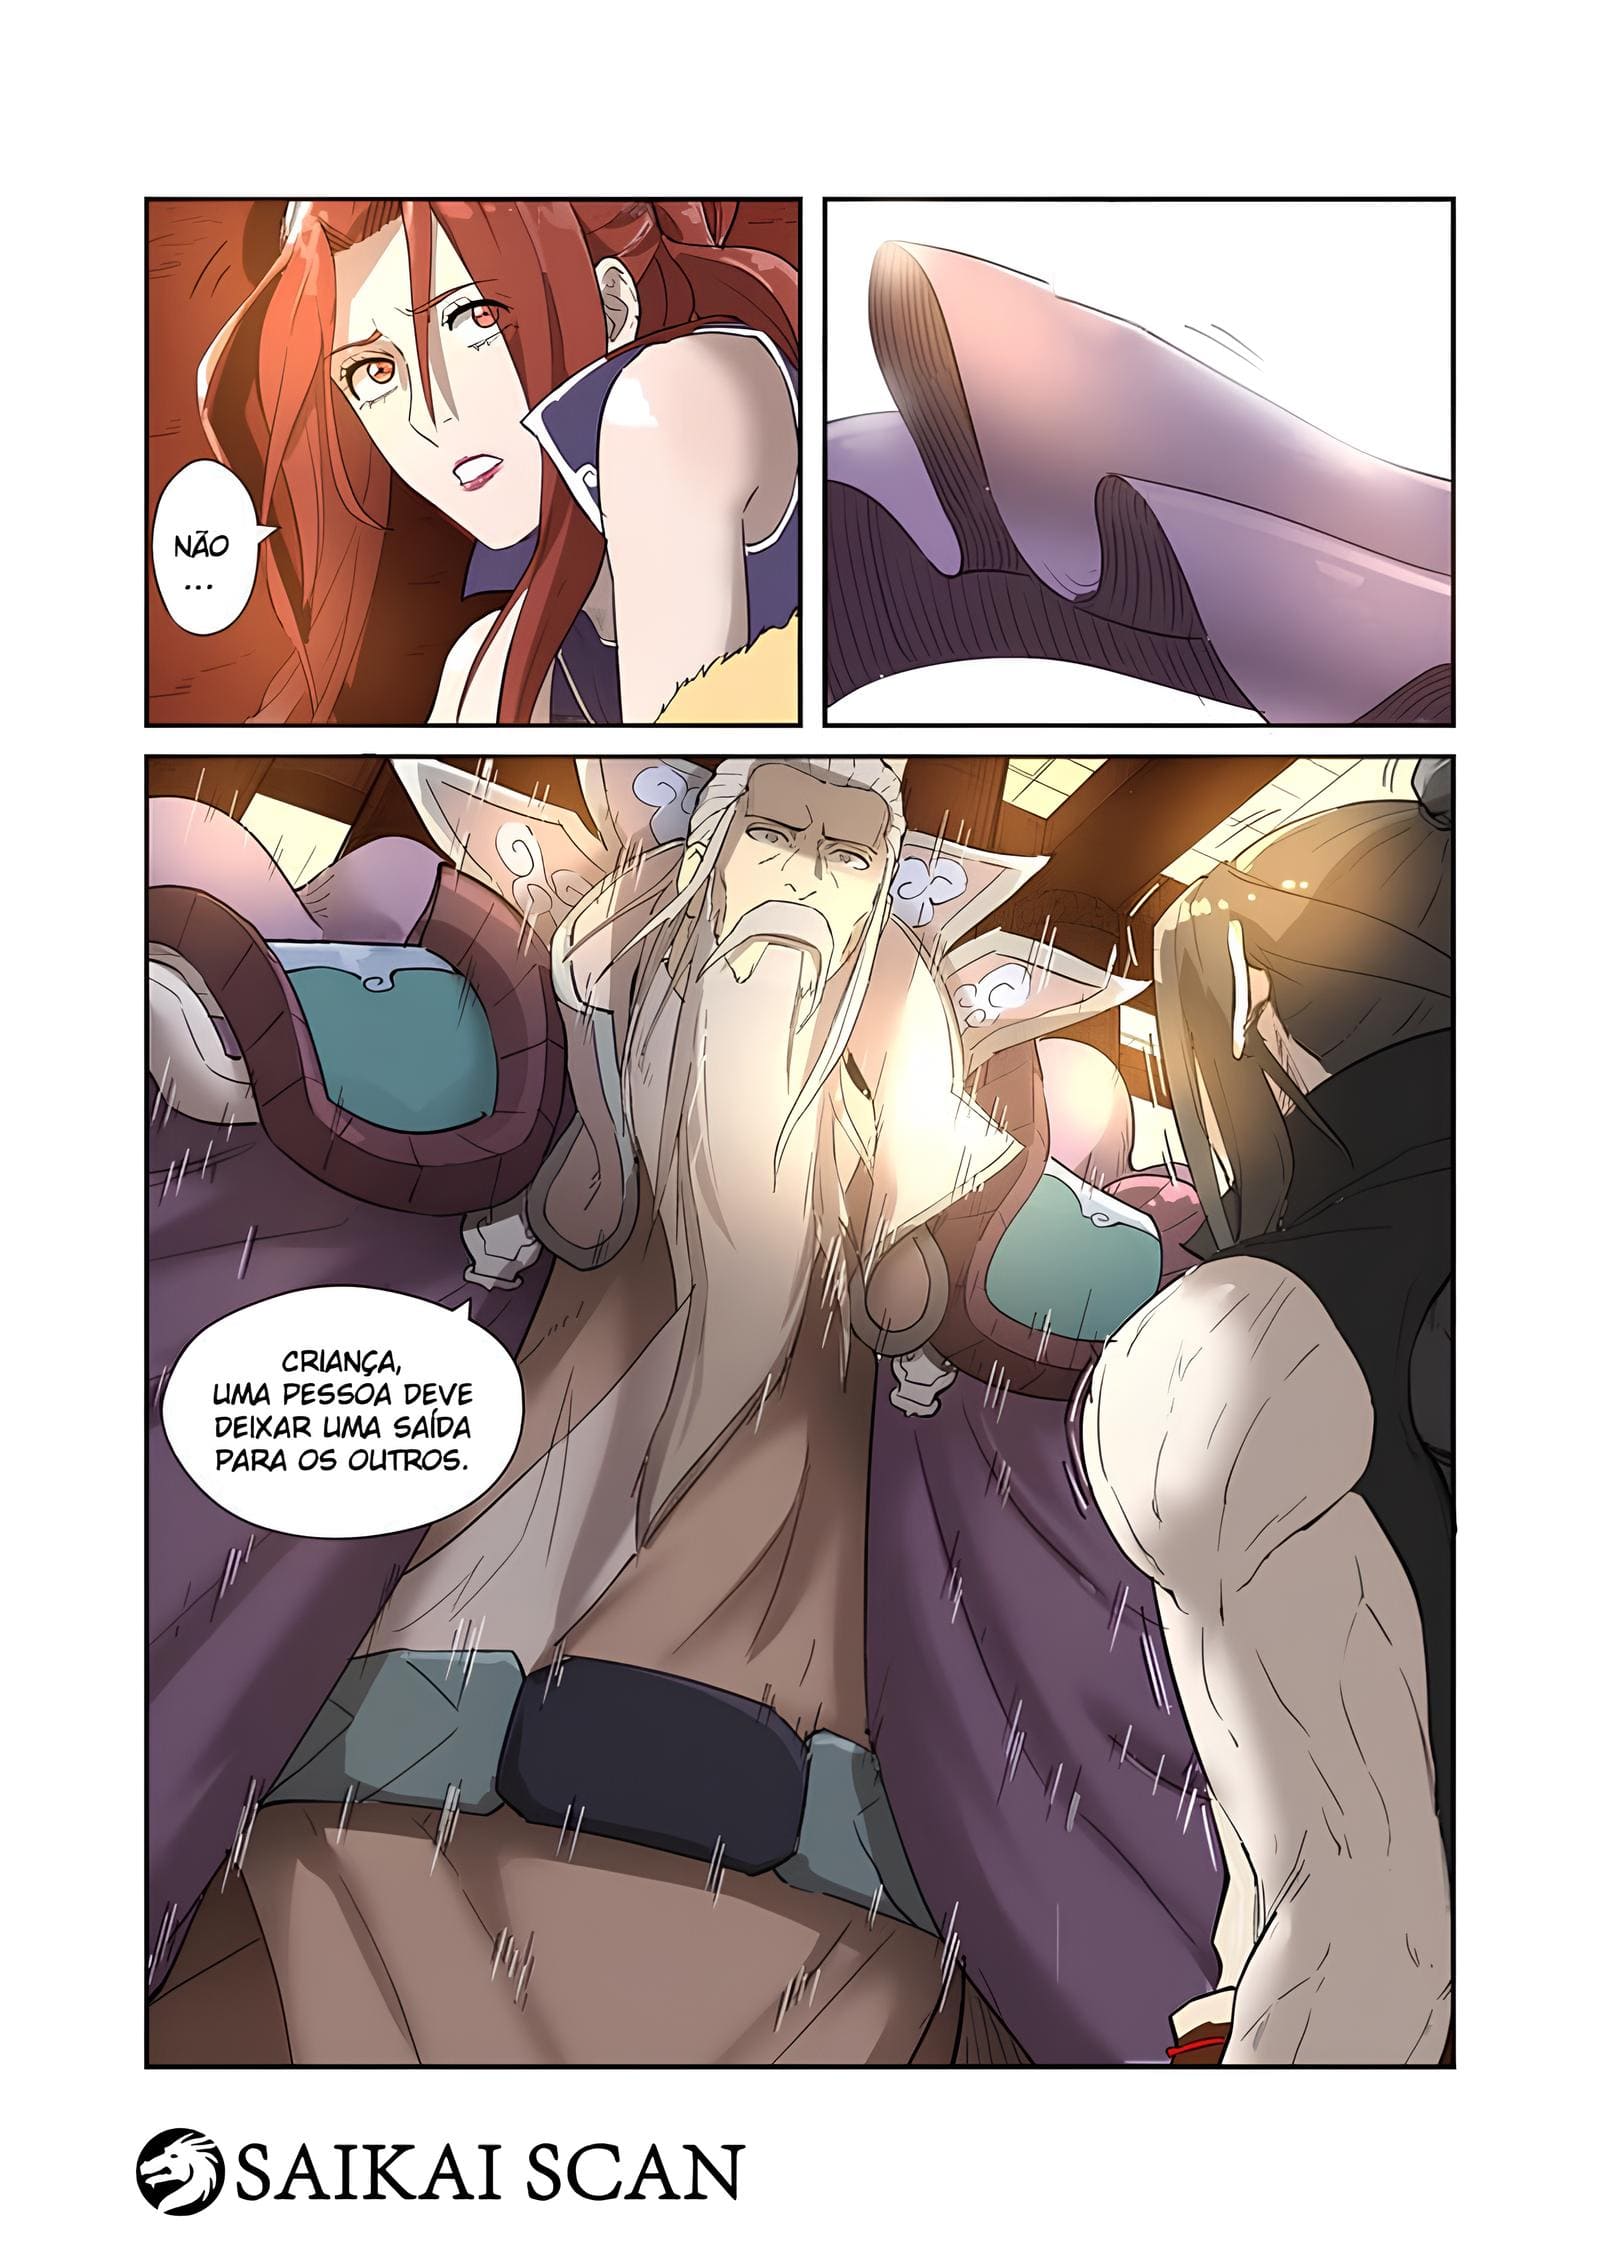 NÃO
...
CRIANÇA,
UMA PESSOA DEVE
DEIXAR UMA SAÍDA
PARA OS OUTROS.
SAIKAI SCAN